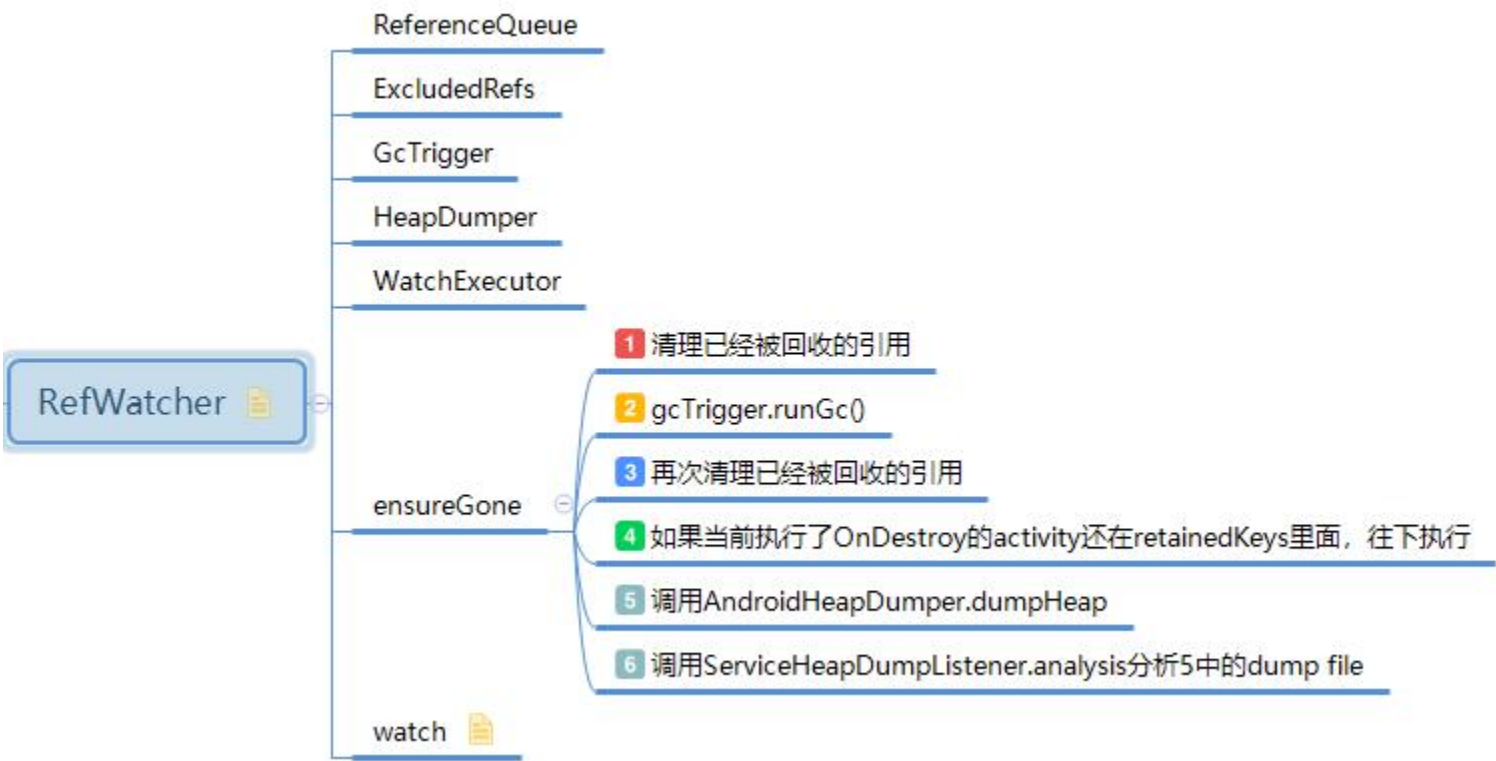 ReferenceQueue
ExcludedRefs
GcTrigger
HeapDumper
WatchExecutor
RefWatcher
ensureGone
1 清理已经被回收的引用
2 gcTrigger.runGc()
3 再次清理已经被回收的引用
4 如果当前执行了OnDestroy的activity还在retainedKeys里面，往下执行
5 调用AndroidHeapDumper.dumpHeap
6 调用ServiceHeapDumpListener.analysis分析5中的dump file
watch